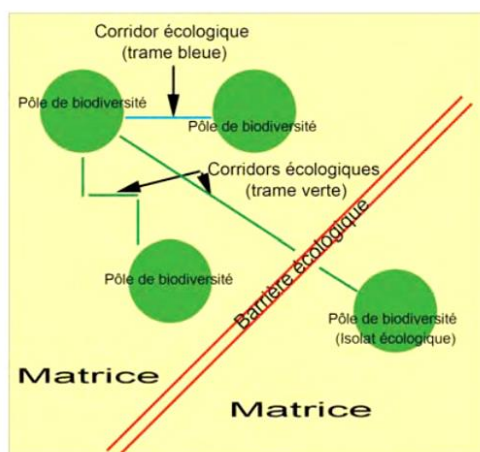 Corridor écologique
(trame bleue)
Pôle de biodiversité
Pôle de biodiversité
Corridors écologiques
(trame verte)
Barrière écologique
Pôle de biodiversité
Pôle de biodiversité
(Isolat écologique)
Matrice
Matrice